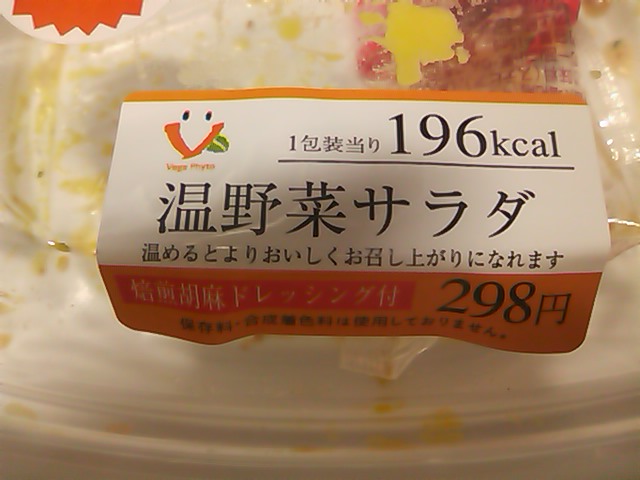 1包装当り 196kcal
Vege Phyto
温野菜サラダ
温めるとよりおいしくお召し上がりになれます
焙煎胡麻ドレッシング付 298円
保存料・合成着色料は使用しておりません。